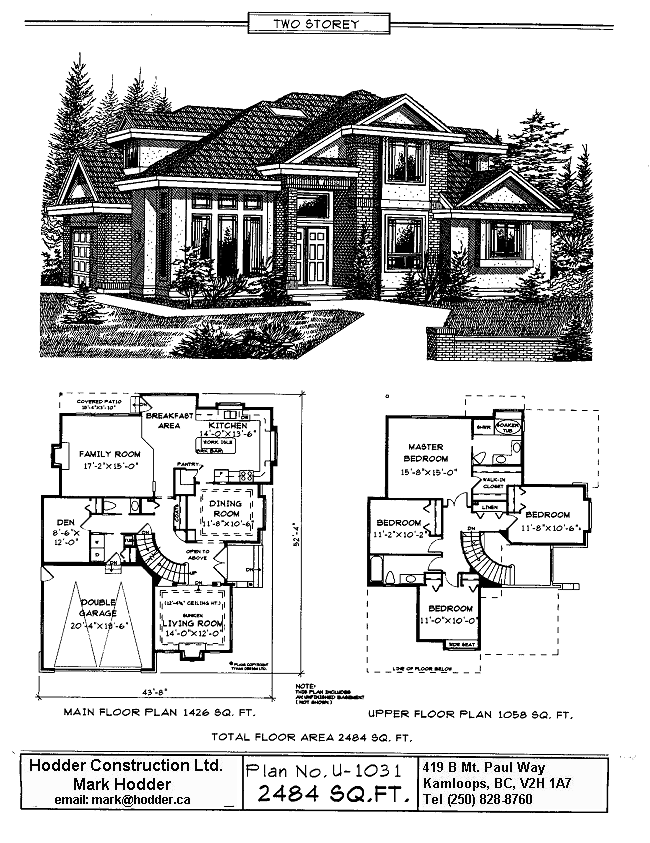 TWO STOREY
COVERED PATIO
BREAKFAST
AREA
KITCHEN
14'-0"X13'-6"
WORK ISLE
FAMILY ROOM
17'-2"X15'-0"
PANTRY
DINING
ROOM
11'-8"X10'-6"
DEN
8'-6"X
12'-0"
OPEN TO
ABOVE
UP
DN
DN
DN
52'-4"
DOUBLE
GARAGE
20'-4"X18'-6"
(12'-4¾" CEILING HT.)
SUNKEN
LIVING ROOM
14'-0"X12'-0"
© PLANS COPYRIGHT
43'-8"
NOTE:
THIS PLAN INCLUDES
AN UNFINISHED BASEMENT
(NOT SHOWN)
MAIN FLOOR PLAN 1426 SQ. FT.
SHWR
SOAKER
TUB
MASTER
BEDROOM
15'-8"X15'-0"
WALK-IN
CLOSET
LINEN
BEDROOM
11'-8"X10'-6"
BEDROOM
11'-2"X10'-2"
DN
BEDROOM
11'-0"X10'-0"
SIDE SEAT
LINE OF FLOOR BELOW
UPPER FLOOR PLAN 1058 SQ. FT.
TOTAL FLOOR AREA 2484 SQ. FT.
Hodder Construction Ltd.
Mark Hodder
email: mark@hodder.ca
Plan No. U-1031
2484 SQ.FT.
419 B Mt. Paul Way
Kamloops, BC, V2H 1A7
Tel (250) 828-8760